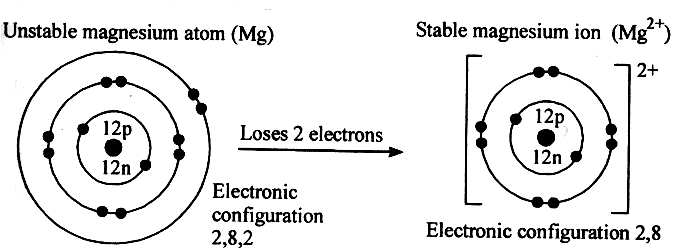 Unstable magnesium atom (Mg)
12p
12n
Electronic
configuration
2,8,2
Loses 2 electrons
Stable magnesium ion (Mg²⁺)
2+
12p
12n
Electronic configuration 2,8